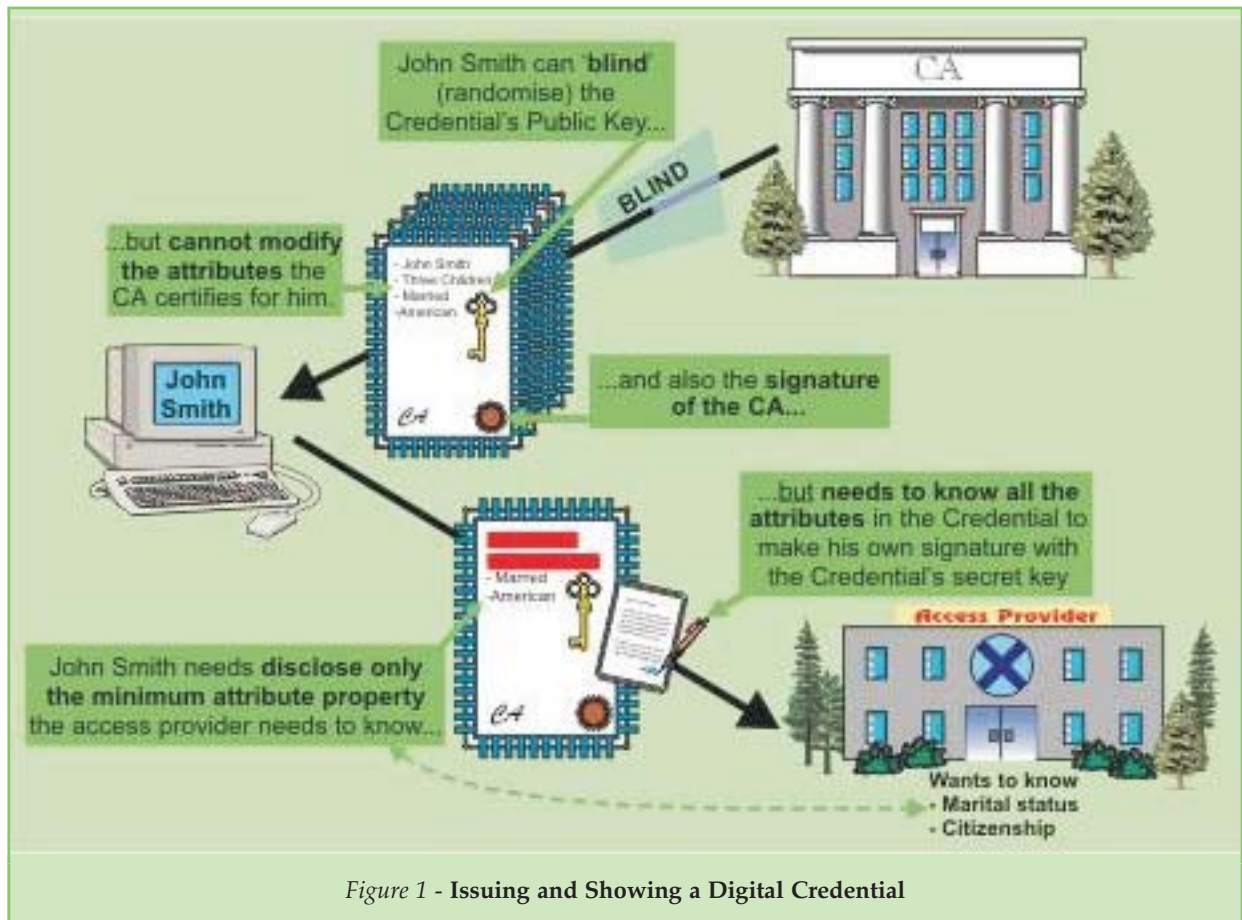 John Smith can 'blind'
(randomise) the
Credential's Public Key...
CA
BLIND
...but cannot modify
the attributes the
CA certifies for him.
- John Smith
- Three Children
- Married
-American
CA
John
Smith
...and also the signature
of the CA...
...but needs to know all the
attributes in the Credential to
make his own signature with
the Credential's secret key
- Married
-American
CA
Access Provider
John Smith needs disclose only
the minimum attribute property
the access provider needs to know...
Wants to know
- Marital status
- Citizenship
Figure 1 - Issuing and Showing a Digital Credential